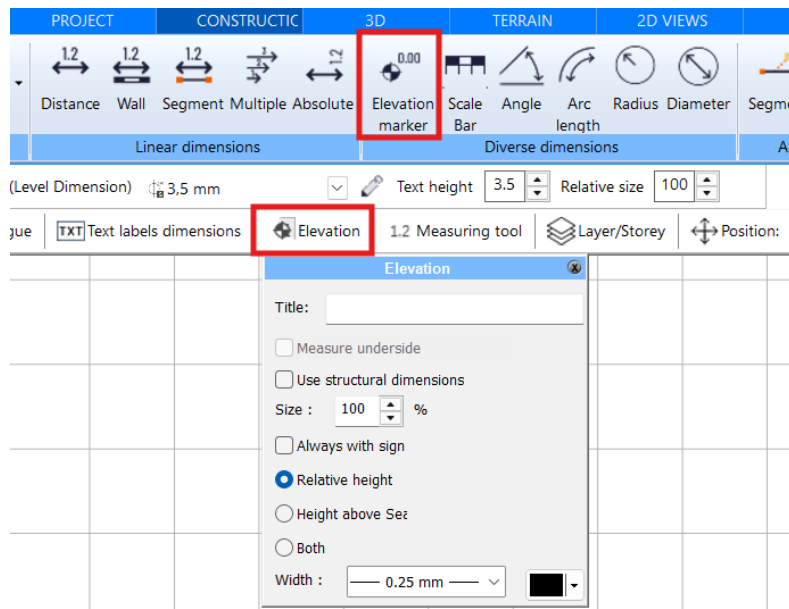 PROJECT CONSTRUCTIC 3D TERRAIN 2D VIEWS
1.2 1.2 1.2 1.2 0.00
Distance Wall Segment Multiple Absolute Elevation marker Scale Bar Angle Arc length Radius Diameter Segm
Linear dimensions Diverse dimensions A
(Level Dimension) 3,5 mm Text height 3.5 Relative size 100
gue TXT Text labels dimensions Elevation 1.2 Measuring tool Layer/Storey Position:
Elevation
Title:
Measure underside
Use structural dimensions
Size : 100 %
Always with sign
Relative height
Height above Sea
Both
Width : 0.25 mm